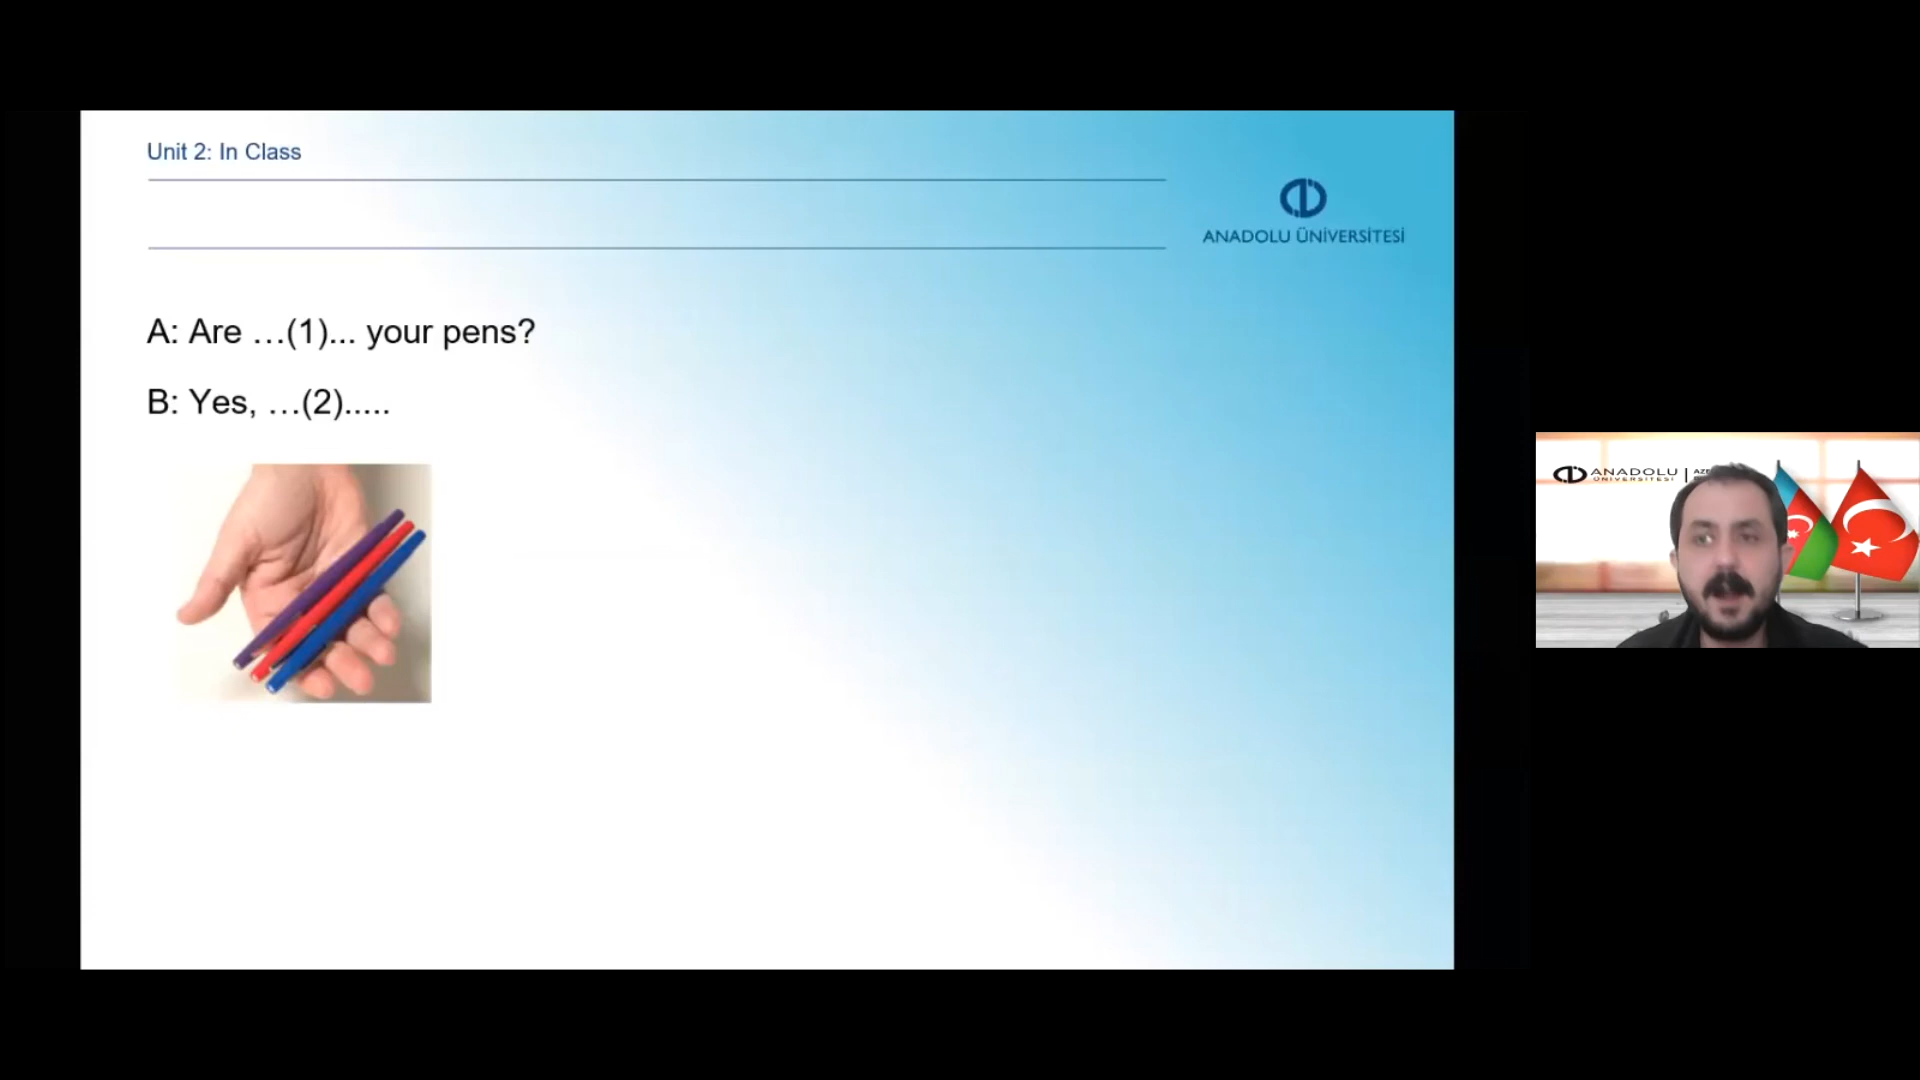 Unit 2: In Class
ANADOLU ÜNİVERSİTESİ
A: Are …(1)... your pens?
B: Yes, …(2).....
ANADOLU
ÜNİVERSİTESİ